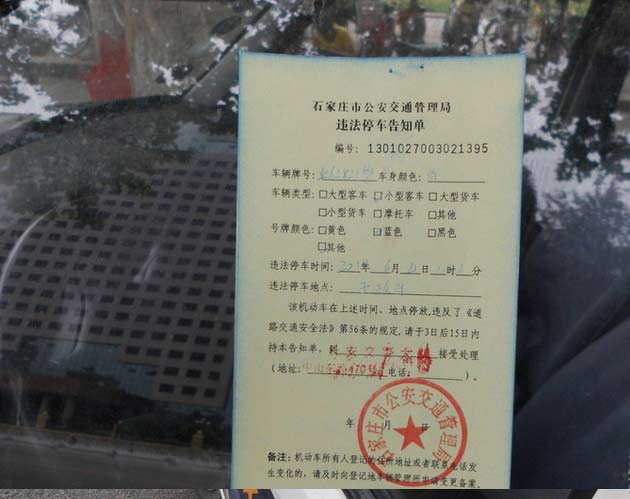 石家庄市公安交通管理局
违法停车告知单
编号: 1301027003021395
车辆牌号: 车身颜色:
车辆类型: □大型客车 □小型客车 □大型货车
□小型货车 □摩托车 □其他
号牌颜色: □黄色 □蓝色 □黑色
□其他
违法停车时间: 年 6月 日 时 分
违法停车地点:
该机动车在上述时间、地点停放,违反了《道
路交通安全法》第56条的规定,请于3日后15日内
持本告知单,到 安交警 接受处理
(地址: 中山东路 电话: )。
年 月 日
石家庄市公安交通管理局
备注: 机动车所有人登记的住所地址或者联系电话发
生变化的,请及时向登记地车辆管理所申请变更备案。